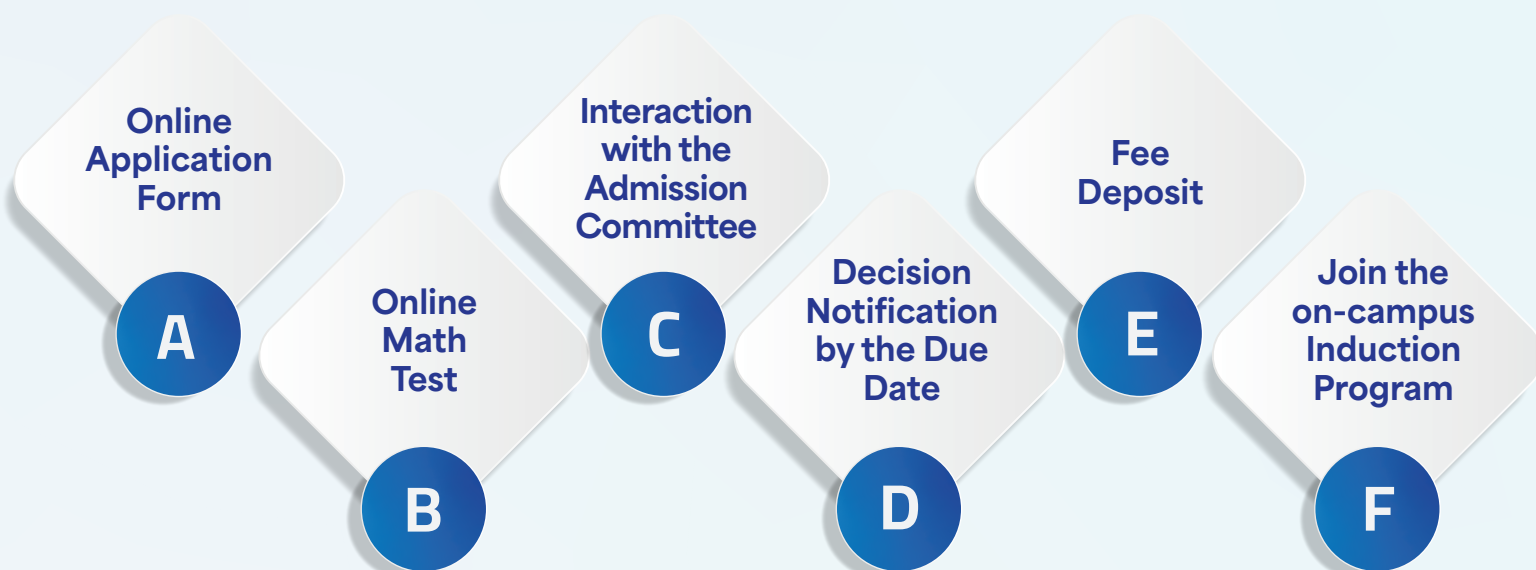 Online
Application
Form
A
Online
Math
Test
B
Interaction
with the
Admission
Committee
C
Decision
Notification
by the Due
Date
D
Fee
Deposit
E
Join the
on-campus
Induction
Program
F